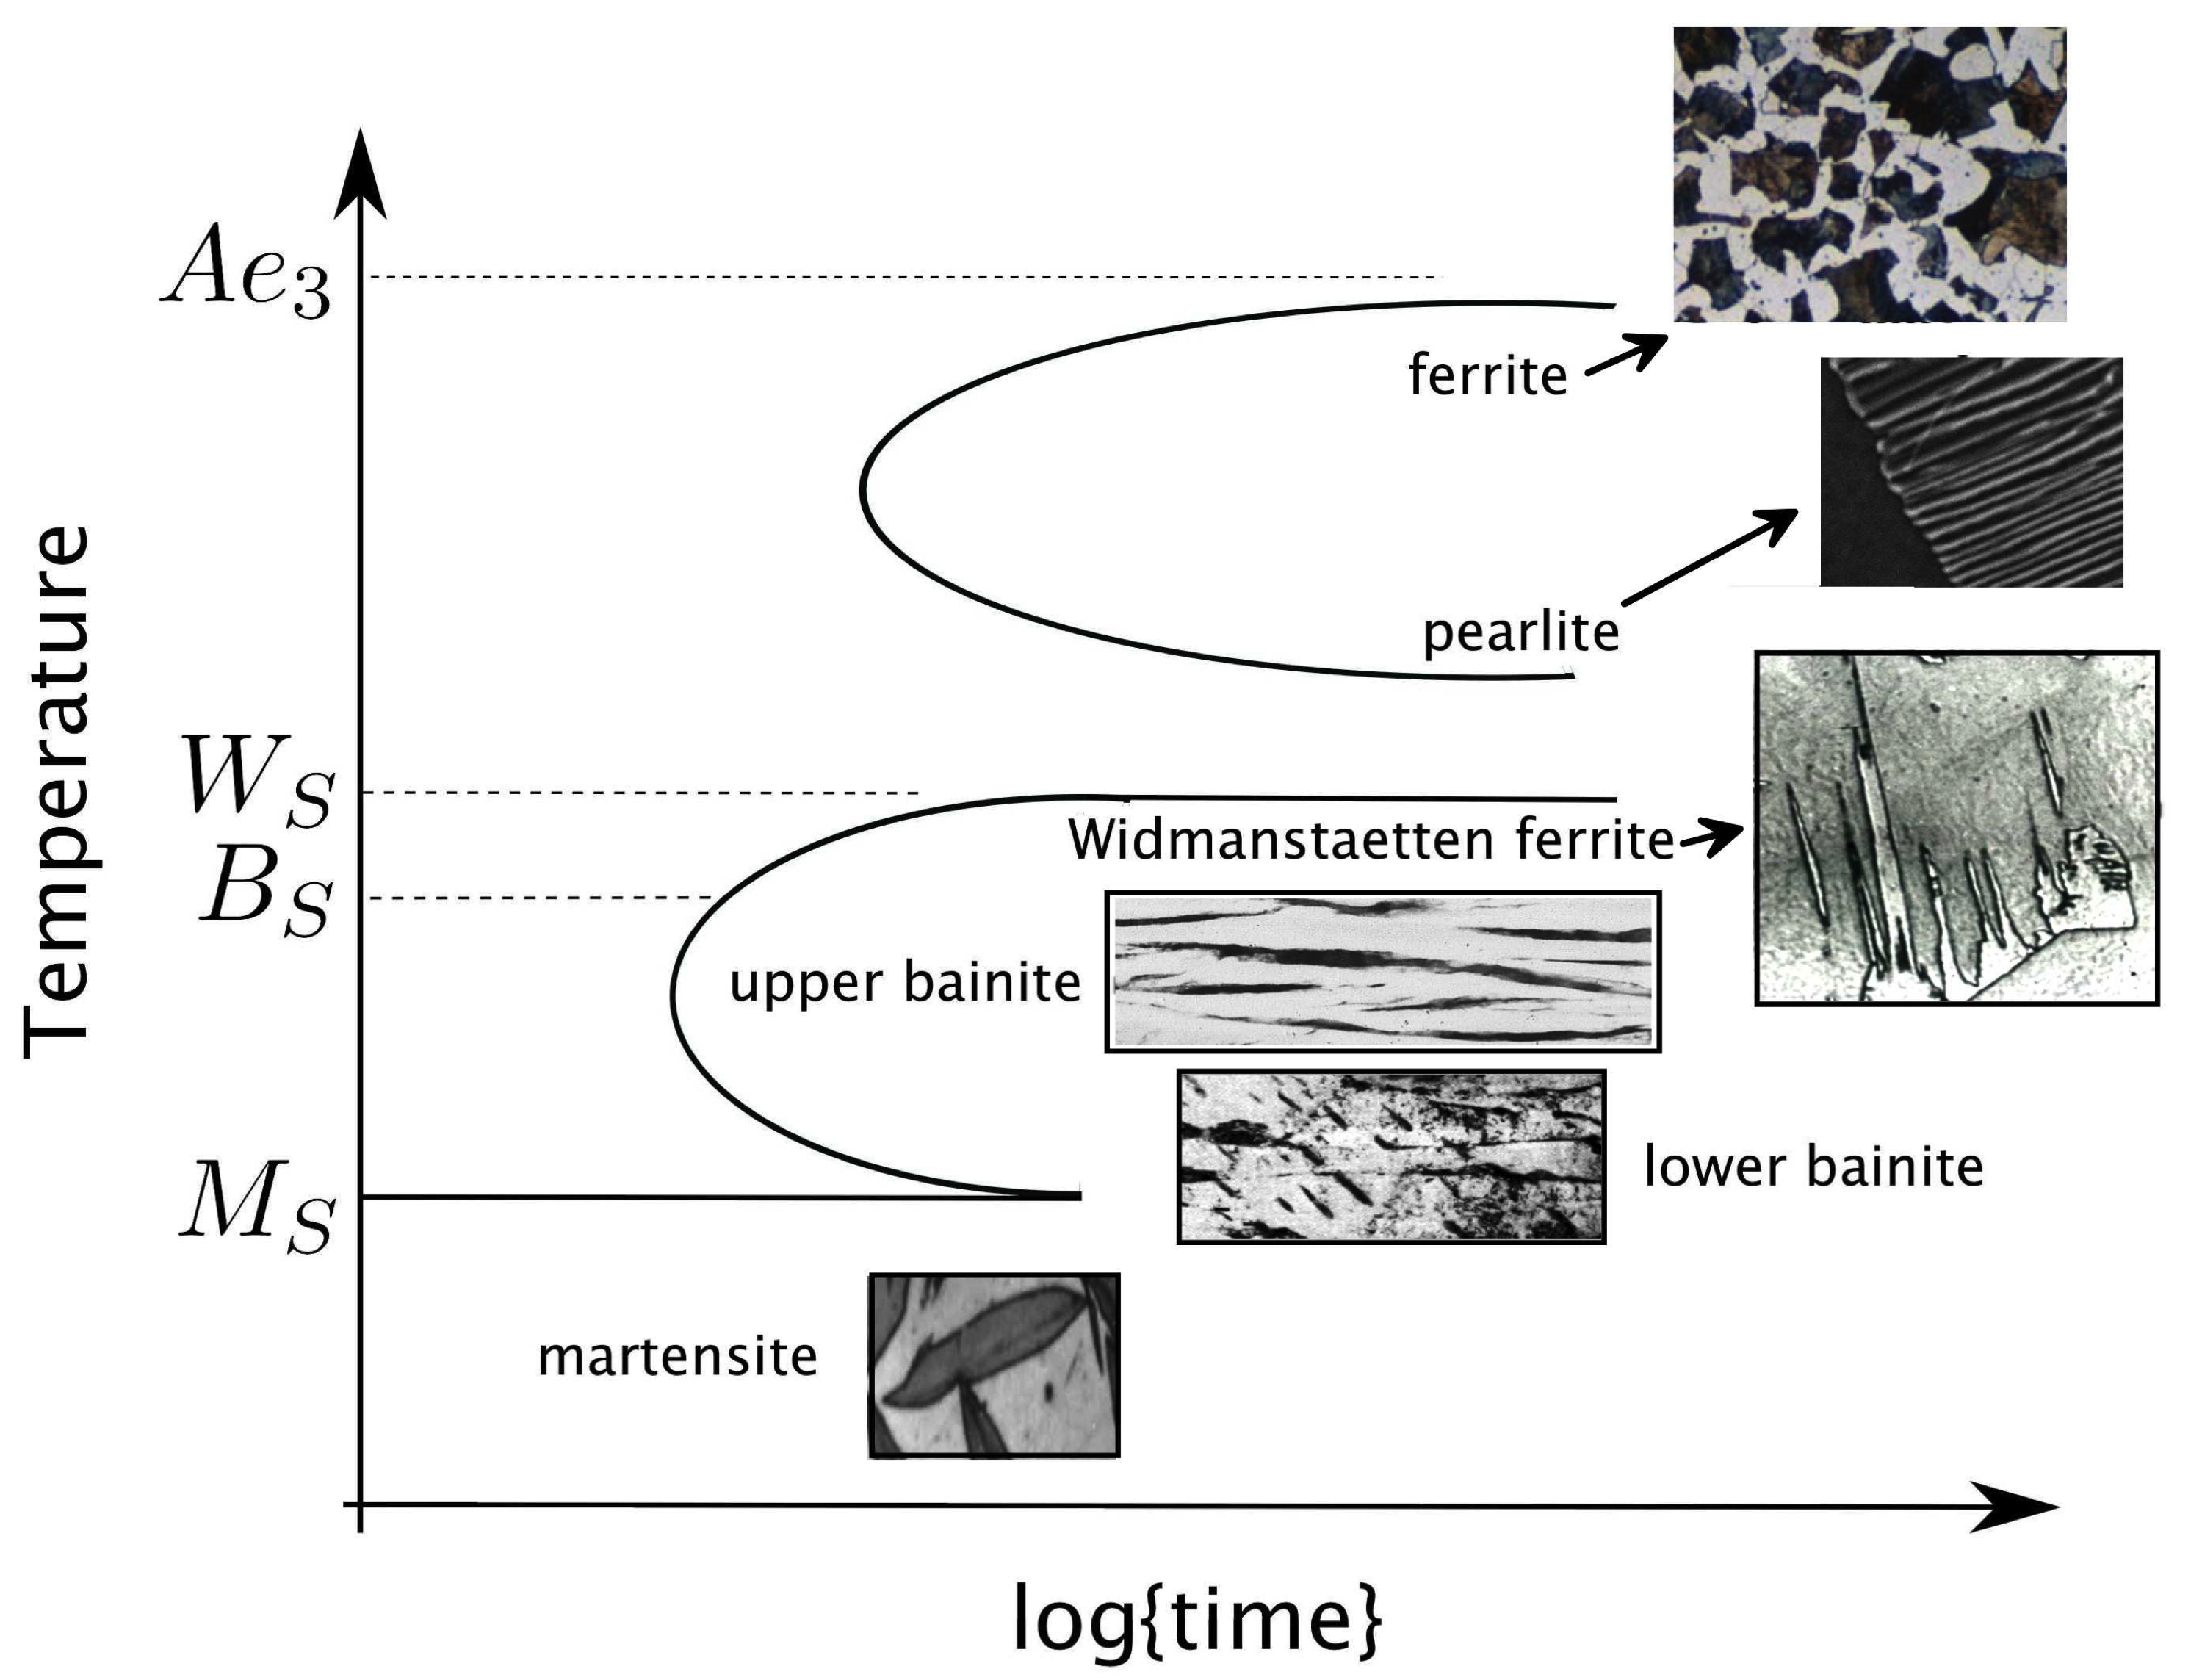 Ae3
ferrite
pearlite
Temperature
WS
Widmanstaetten ferrite
BS
upper bainite
lower bainite
MS
martensite
log{time}